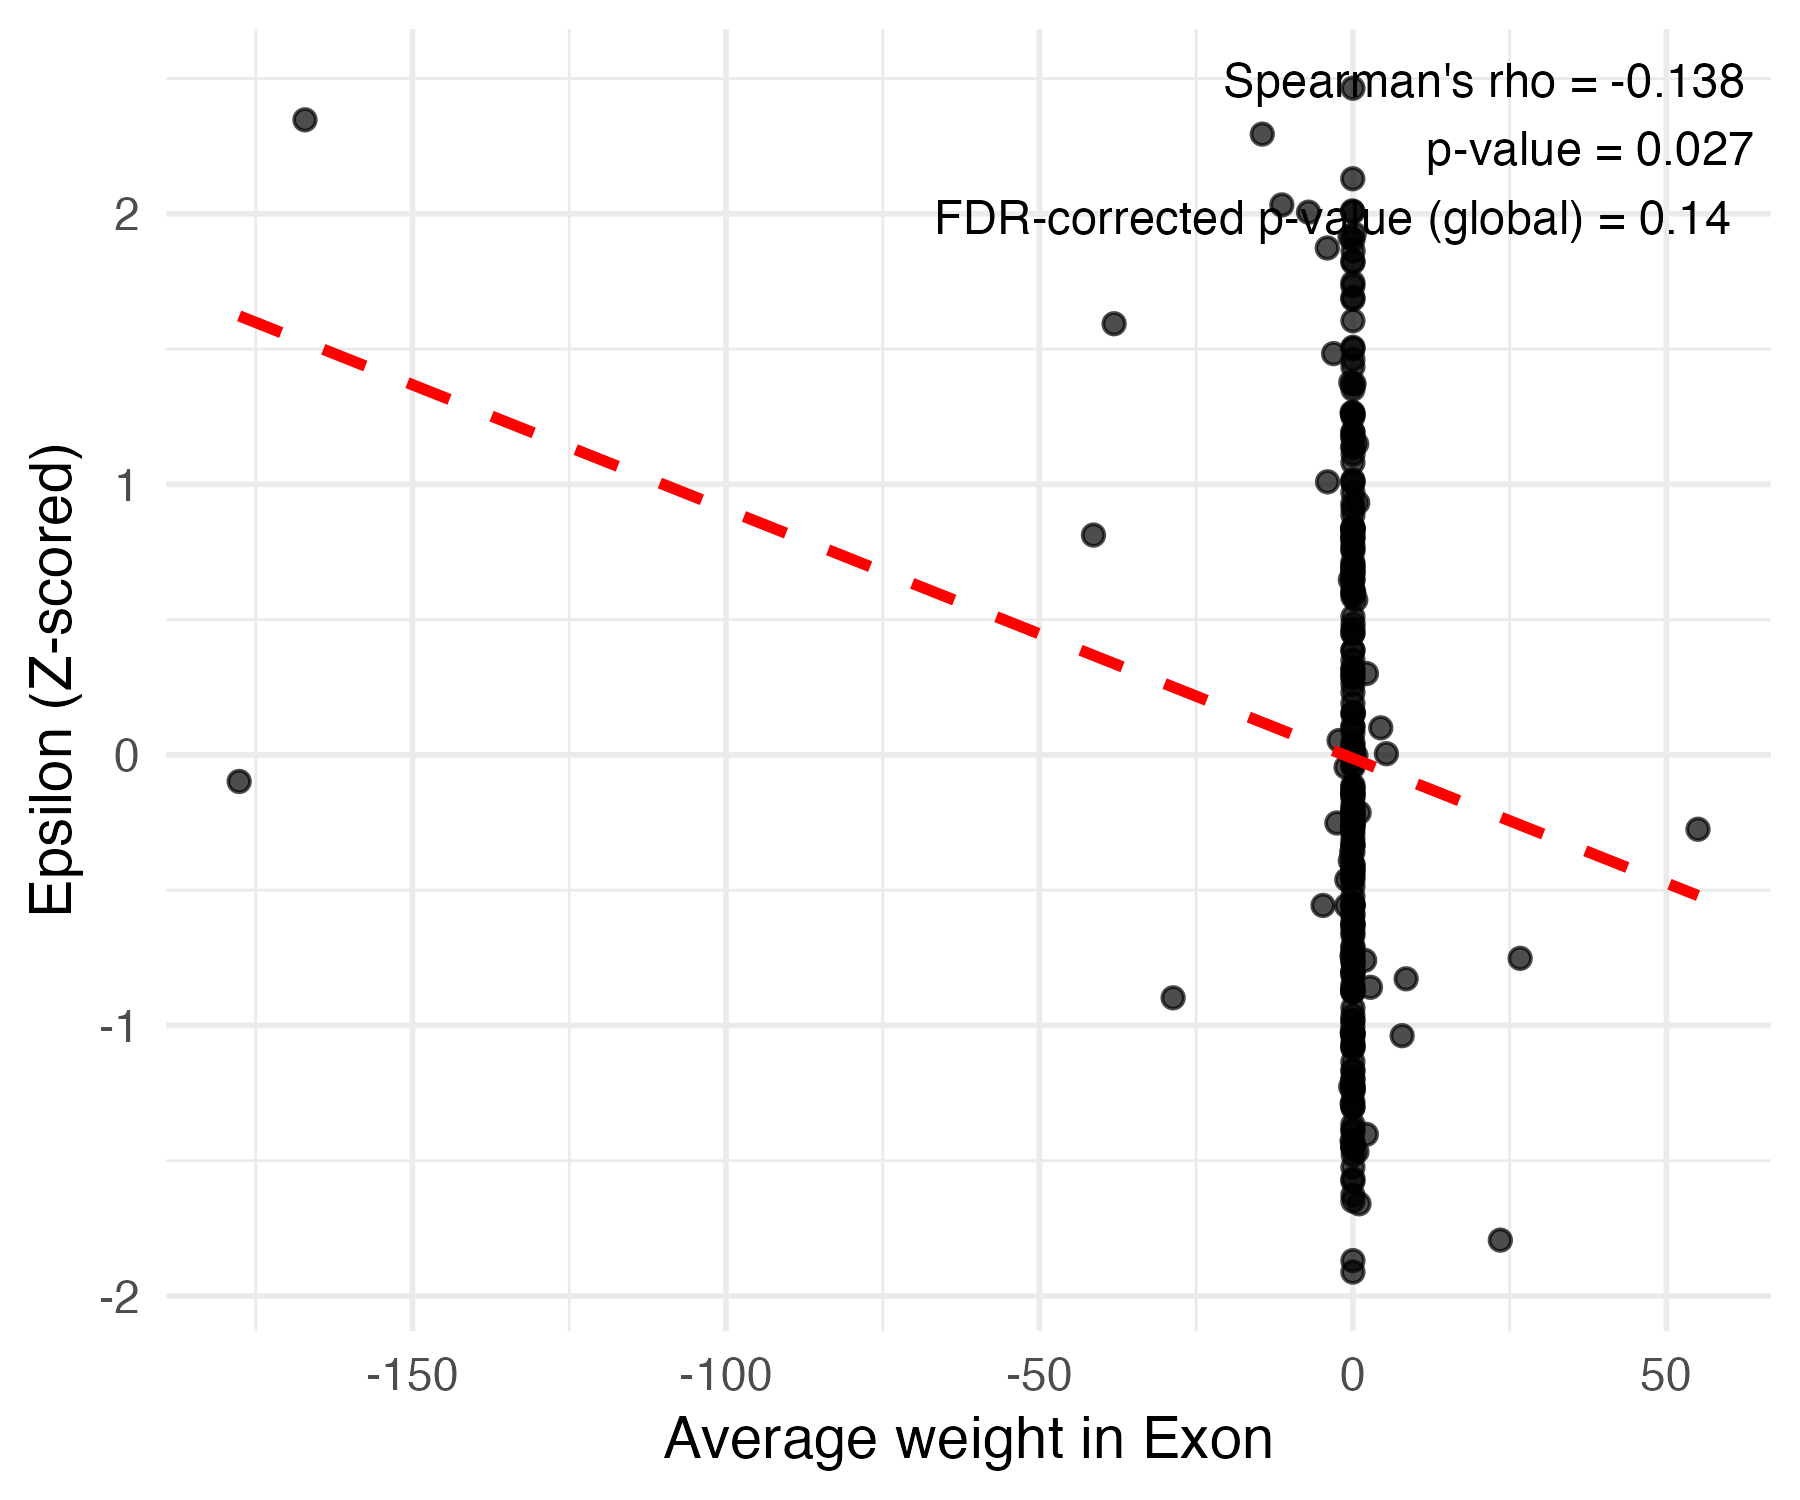 Spearman's rho = -0.138
p-value = 0.027
FDR-corrected p-value (global) = 0.14
2
1
0
-1
-2
Epsilon (Z-scored)
-150
-100
-50
0
50
Average weight in Exon